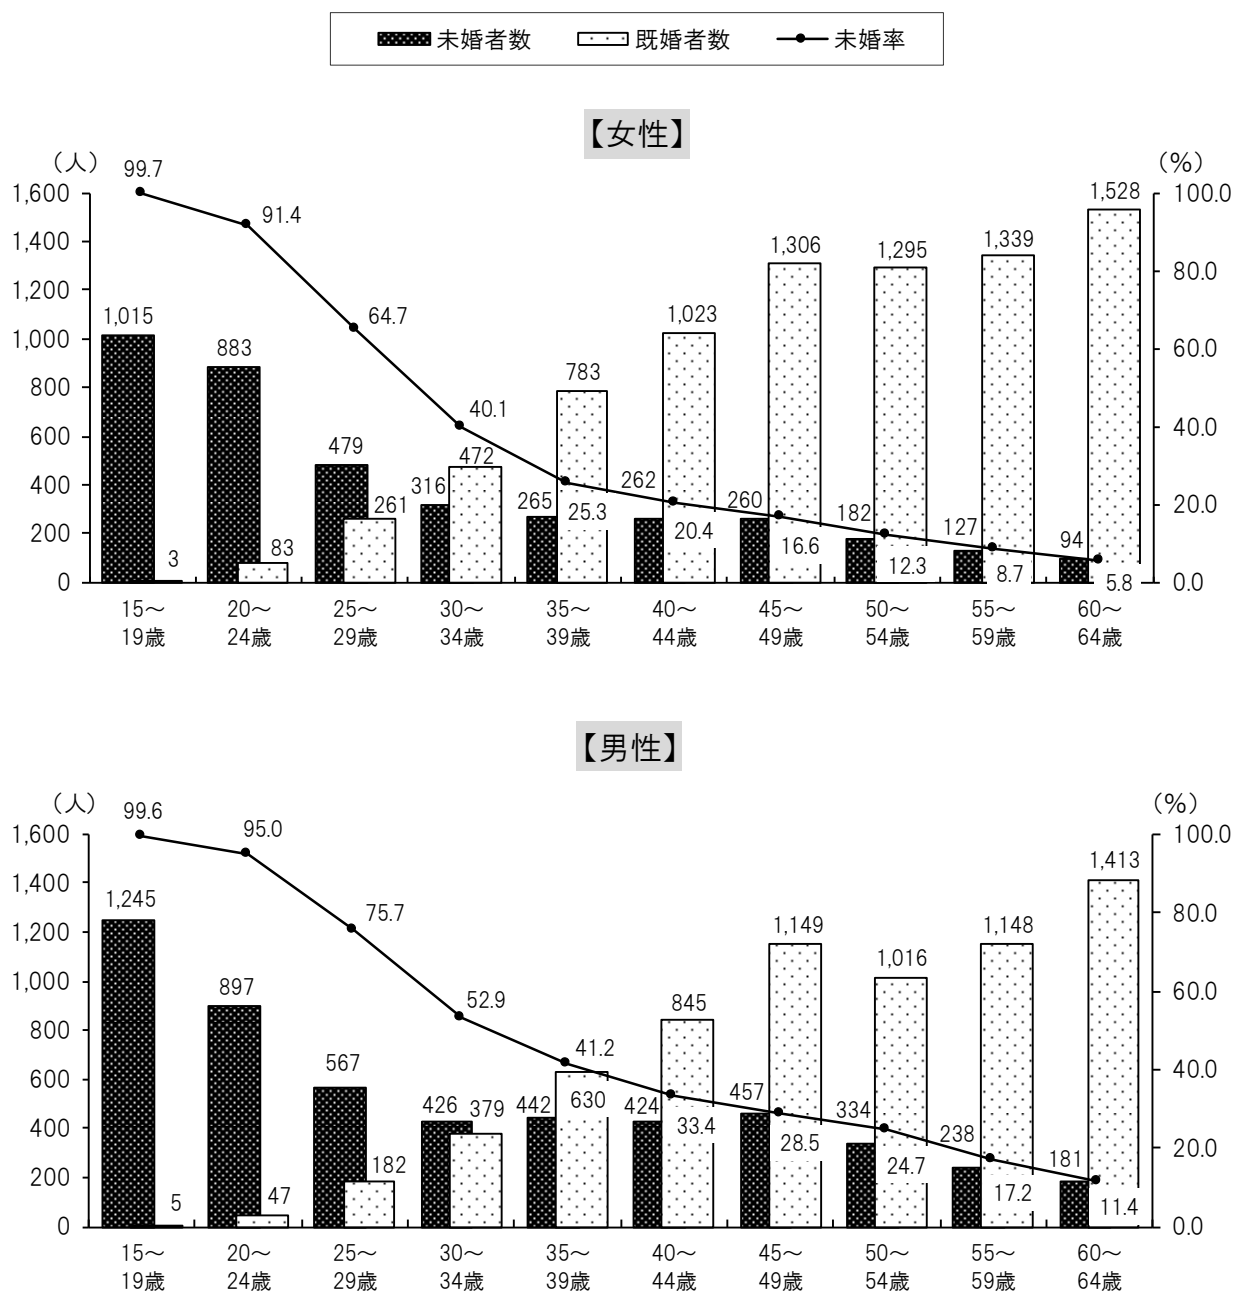 未婚者数 既婚者数 未婚率
【女性】
(人) (%)
99.7 91.4 64.7 40.1 25.3 20.4 16.6 12.3 8.7 5.8
1,015 883 479 316 265 262 260 182 127 94
3 83 261 472 783 1,023 1,306 1,295 1,339 1,528
1,600 100.0
1,400
1,200 80.0
1,000
800 60.0
600 40.0
400
200 20.0
0 0.0
15～ 20～ 25～ 30～ 35～ 40～ 45～ 50～ 55～ 60～
19歳 24歳 29歳 34歳 39歳 44歳 49歳 54歳 59歳 64歳
【男性】
(人) (%)
99.6 95.0 75.7 52.9 41.2 33.4 28.5 24.7 17.2 11.4
1,245 897 567 426 442 424 457 334 238 181
5 47 182 379 630 845 1,149 1,016 1,148 1,413
1,600 100.0
1,400
1,200 80.0
1,000
800 60.0
600 40.0
400
200 20.0
0 0.0
15～ 20～ 25～ 30～ 35～ 40～ 45～ 50～ 55～ 60～
19歳 24歳 29歳 34歳 39歳 44歳 49歳 54歳 59歳 64歳